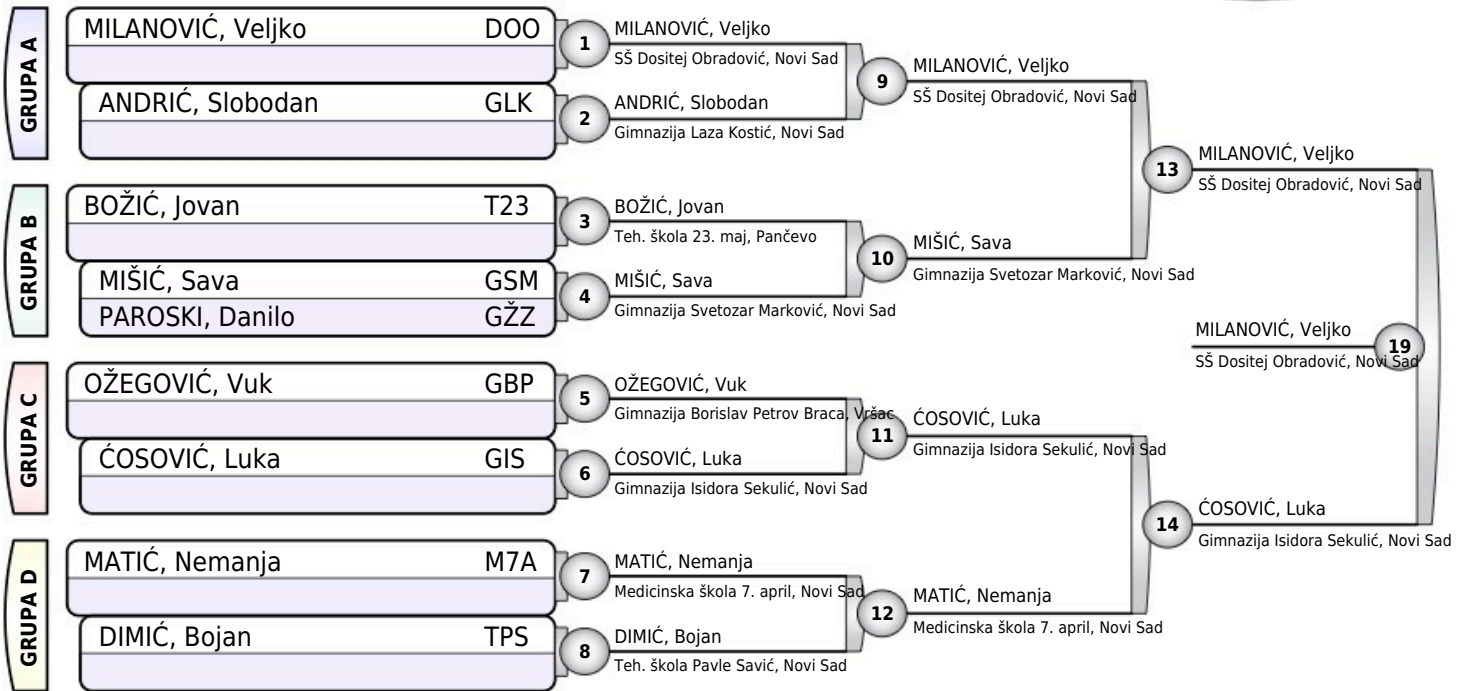 GRUPA A
MILANOVIĆ, Veljko DOO
ANDRIĆ, Slobodan GLK
GRUPA B
BOŽIĆ, Jovan T23
MIŠIĆ, Sava GSM
PAROSKI, Danilo GŽZ
GRUPA C
OŽEGOVIĆ, Vuk GBP
ĆOSOVIĆ, Luka GIS
GRUPA D
MATIĆ, Nemanja M7A
DIMIĆ, Bojan TPS
1
MILANOVIĆ, Veljko
SŠ Dositej Obradović, Novi Sad
2
ANDRIĆ, Slobodan
Gimnazija Laza Kostić, Novi Sad
3
BOŽIĆ, Jovan
Teh. škola 23. maj, Pančevo
4
MIŠIĆ, Sava
Gimnazija Svetozar Marković, Novi Sad
5
OŽEGOVIĆ, Vuk
Gimnazija Borislav Petrov Braca, Vršac
6
ĆOSOVIĆ, Luka
Gimnazija Isidora Sekulić, Novi Sad
7
MATIĆ, Nemanja
Medicinska škola 7. april, Novi Sad
8
DIMIĆ, Bojan
Teh. škola Pavle Savić, Novi Sad
9
MILANOVIĆ, Veljko
SŠ Dositej Obradović, Novi Sad
10
MIŠIĆ, Sava
Gimnazija Svetozar Marković, Novi Sad
11
ĆOSOVIĆ, Luka
Gimnazija Isidora Sekulić, Novi Sad
12
MATIĆ, Nemanja
Medicinska škola 7. april, Novi Sad
13
MILANOVIĆ, Veljko
SŠ Dositej Obradović, Novi Sad
14
ĆOSOVIĆ, Luka
Gimnazija Isidora Sekulić, Novi Sad
MILANOVIĆ, Veljko
19
SŠ Dositej Obradović, Novi Sad